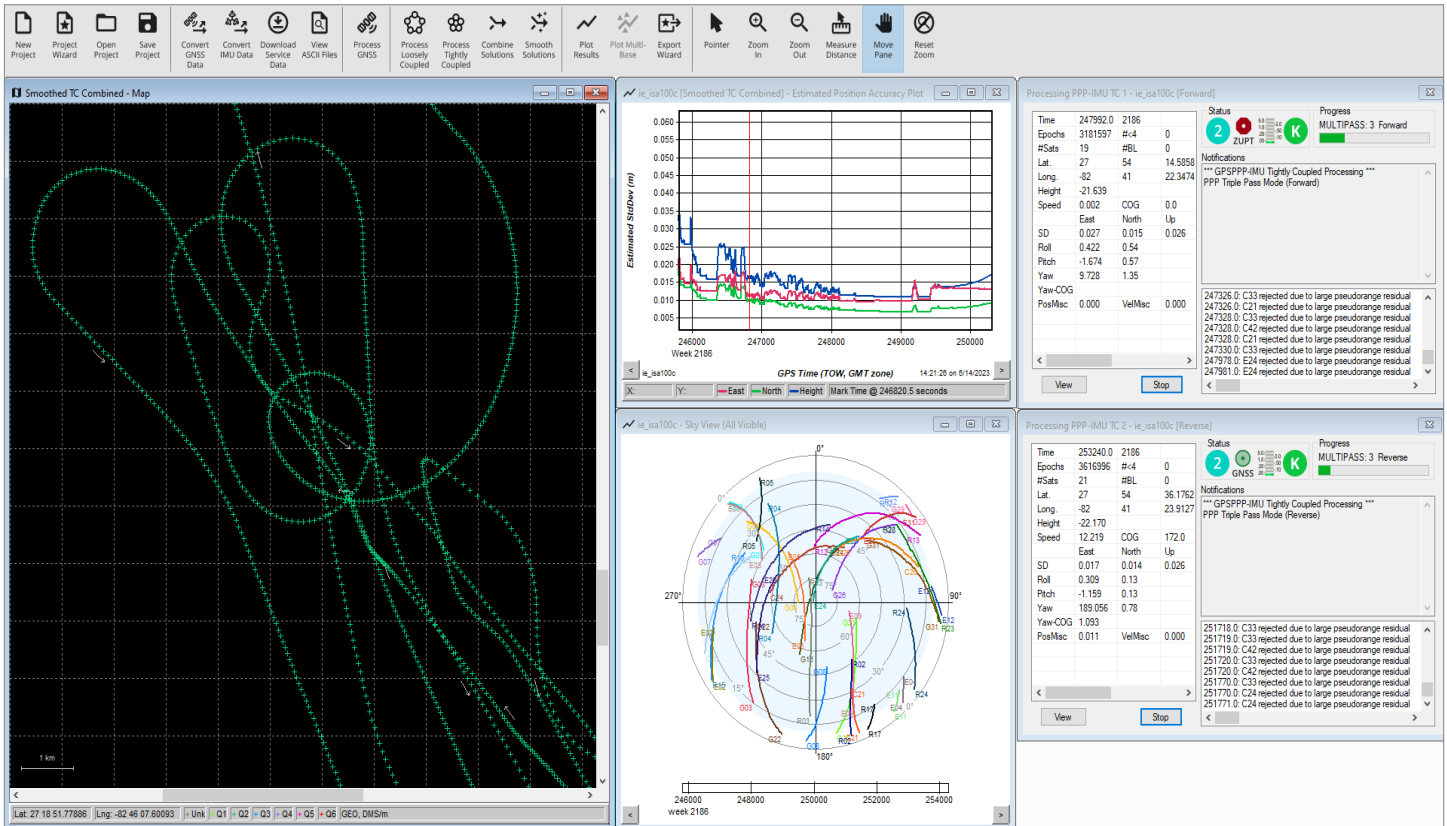 New Project
Project Wizard
Open Project
Save Project
Convert GNSS Data
Convert IMU Data
Download Service Data
View ASCII Files
Process GNSS
Process Loosely Coupled
Process Tightly Coupled
Combine Solutions
Smooth Solutions
Plot Results
Plot Multi-Base
Export Wizard
Pointer
Zoom In
Zoom Out
Measure Distance
Move Pane
Reset Zoom
Smoothed TC Combined - Map
1 km
Lat: 27 18 51.77886 Lng: -82 46 07.60093 Unk Q1 Q2 Q3 Q4 Q5 Q6 GEO, DMS/m
ie_isa100c [Smoothed TC Combined] - Estimated Position Accuracy Plot
Estimated StdDev (m)
0.060
0.055
0.050
0.045
0.040
0.035
0.030
0.025
0.020
0.015
0.010
0.005
246000 247000 248000 249000 250000
Week 2186
ie_isa100c GPS Time (TOW, GMT zone) 14:21:26 on 6/14/2023
X: Y: East North Height Mark Time @ 246820.5 seconds
ie_isa100c - Sky View (All Visible)
0°
270°
90°
180°
246000 248000 250000 252000 254000
week 2186
Processing PPP-IMU TC 1 - ie_isa100c [Forward]
Time 247992.0 2186
Epochs 3181597 #<4 0
#Sats 19 #BL 0
Lat. 27 54 14.5858
Long. -82 41 22.3474
Height -21.639
Speed 0.002 COG 0.0
East North Up
SD 0.027 0.015 0.026
Roll 0.422 0.54
Pitch -1.674 0.57
Yaw 9.728 1.35
Yaw-COG
PosMisc 0.000 VelMisc 0.000
View Stop
Status
2 ZUPT K
Progress
MULTIPASS: 3 Forward
Notifications
*** GPSPPP-IMU Tightly Coupled Processing ***
PPP Triple Pass Mode (Forward)
247326.0: C33 rejected due to large pseudorange residual
247326.0: C21 rejected due to large pseudorange residual
247328.0: C33 rejected due to large pseudorange residual
247328.0: C42 rejected due to large pseudorange residual
247328.0: C21 rejected due to large pseudorange residual
247330.0: C33 rejected due to large pseudorange residual
247978.0: E24 rejected due to large pseudorange residual
247981.0: E24 rejected due to large pseudorange residual
Processing PPP-IMU TC 2 - ie_isa100c [Reverse]
Time 253240.0 2186
Epochs 3616996 #<4 0
#Sats 21 #BL 0
Lat. 27 54 36.1762
Long. -82 41 23.9127
Height -22.170
Speed 12.219 COG 172.0
East North Up
SD 0.017 0.014 0.026
Roll 0.309 0.13
Pitch -1.159 0.13
Yaw 189.056 0.78
Yaw-COG 1.093
PosMisc 0.011 VelMisc 0.000
View Stop
Status
2 GNSS K
Progress
MULTIPASS: 3 Reverse
Notifications
*** GPSPPP-IMU Tightly Coupled Processing ***
PPP Triple Pass Mode (Reverse)
251718.0: C33 rejected due to large pseudorange residual
251719.0: C33 rejected due to large pseudorange residual
251719.0: C42 rejected due to large pseudorange residual
251720.0: C33 rejected due to large pseudorange residual
251720.0: C42 rejected due to large pseudorange residual
251770.0: C33 rejected due to large pseudorange residual
251770.0: C24 rejected due to large pseudorange residual
251771.0: C24 rejected due to large pseudorange residual